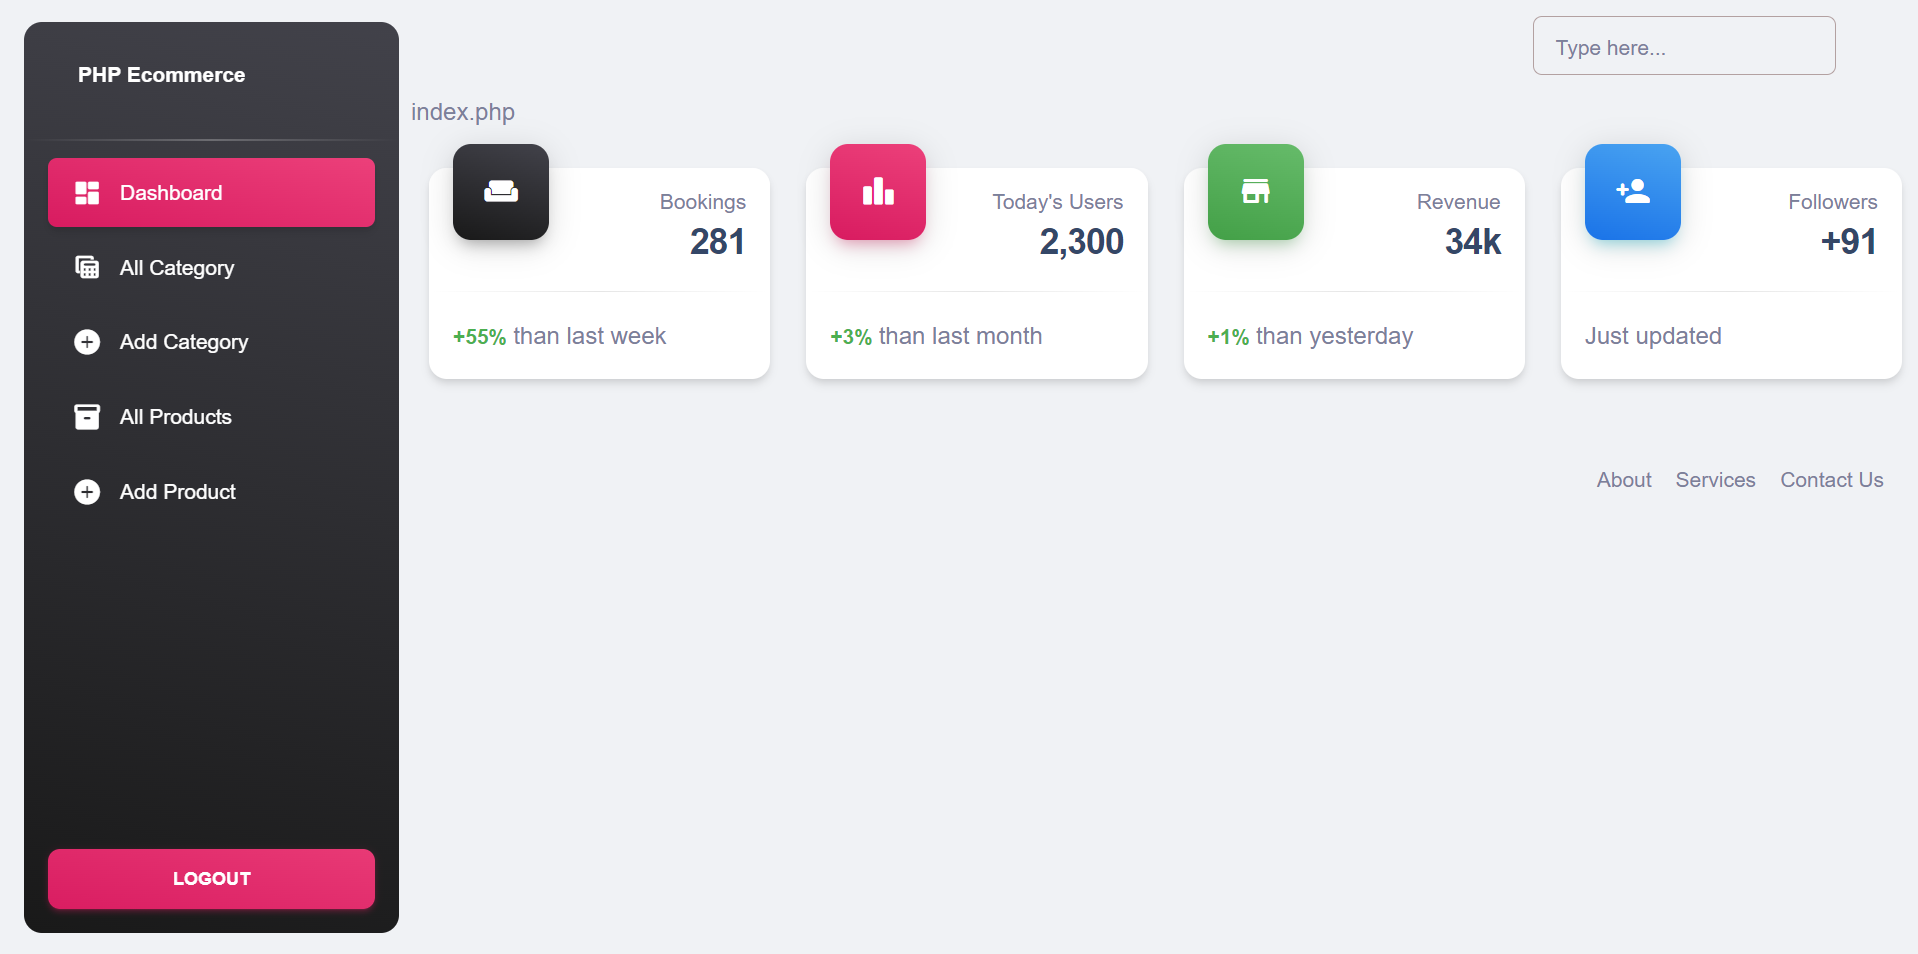 PHP Ecommerce
Dashboard
All Category
Add Category
All Products
Add Product
LOGOUT
Type here...
index.php
Bookings
281
+55% than last week
Today's Users
2,300
+3% than last month
Revenue
34k
+1% than yesterday
Followers
+91
Just updated
About Services Contact Us